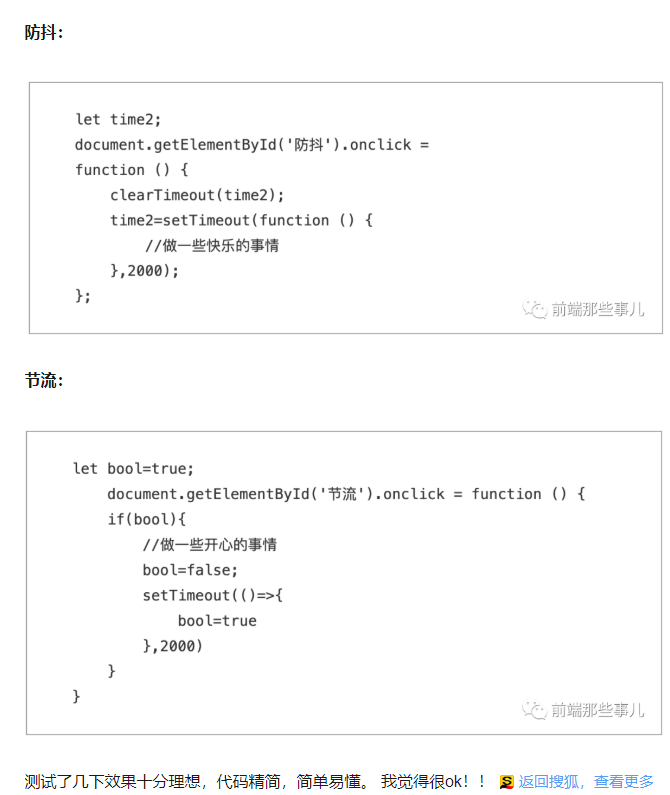 防抖：
let time2;
document.getElementById('防抖').onclick =
function () {
    clearTimeout(time2);
    time2=setTimeout(function () {
        //做一些快乐的事情
    },2000);
};
前端那些事儿
节流：
let bool=true;
    document.getElementById('节流').onclick = function () {
    if(bool){
        //做一些开心的事情
        bool=false;
        setTimeout(()=>{
            bool=true
        },2000)
    }
}
前端那些事儿
测试了几下效果十分理想，代码精简，简单易懂。 我觉得很ok！！ S 返回搜狐，查看更多